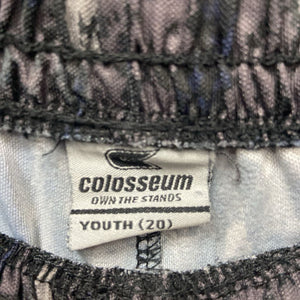 colosseum
OWN THE STANDS
YOUTH (20)